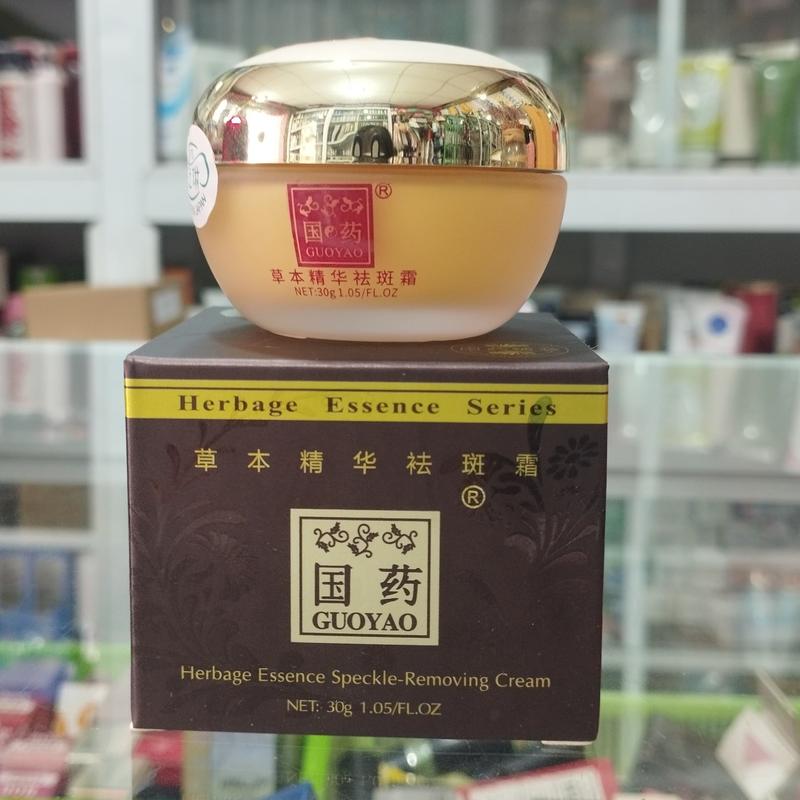 国药
GUOYAO
®
草本精华祛斑霜
NET:30g1.05/FL.OZ
Herbage Essence Series
草本精华祛斑霜
®
国药
GUOYAO
Herbage Essence Speckle-Removing Cream
NET: 30g 1.05/FL.OZ